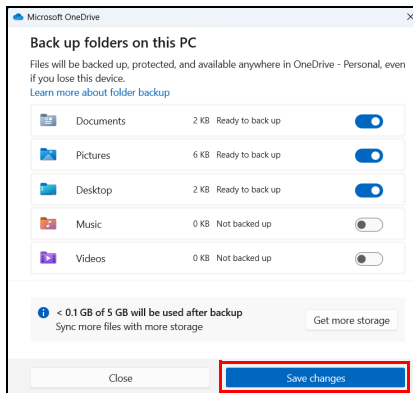 Microsoft OneDrive
Back up folders on this PC
Files will be backed up, protected, and available anywhere in OneDrive - Personal, even
if you lose this device.
Learn more about folder backup
Documents 2 KB Ready to back up
Pictures 6 KB Ready to back up
Desktop 2 KB Ready to back up
Music 0 KB Not backed up
Videos 0 KB Not backed up
< 0.1 GB of 5 GB will be used after backup
Sync more files with more storage
Get more storage
Close Save changes